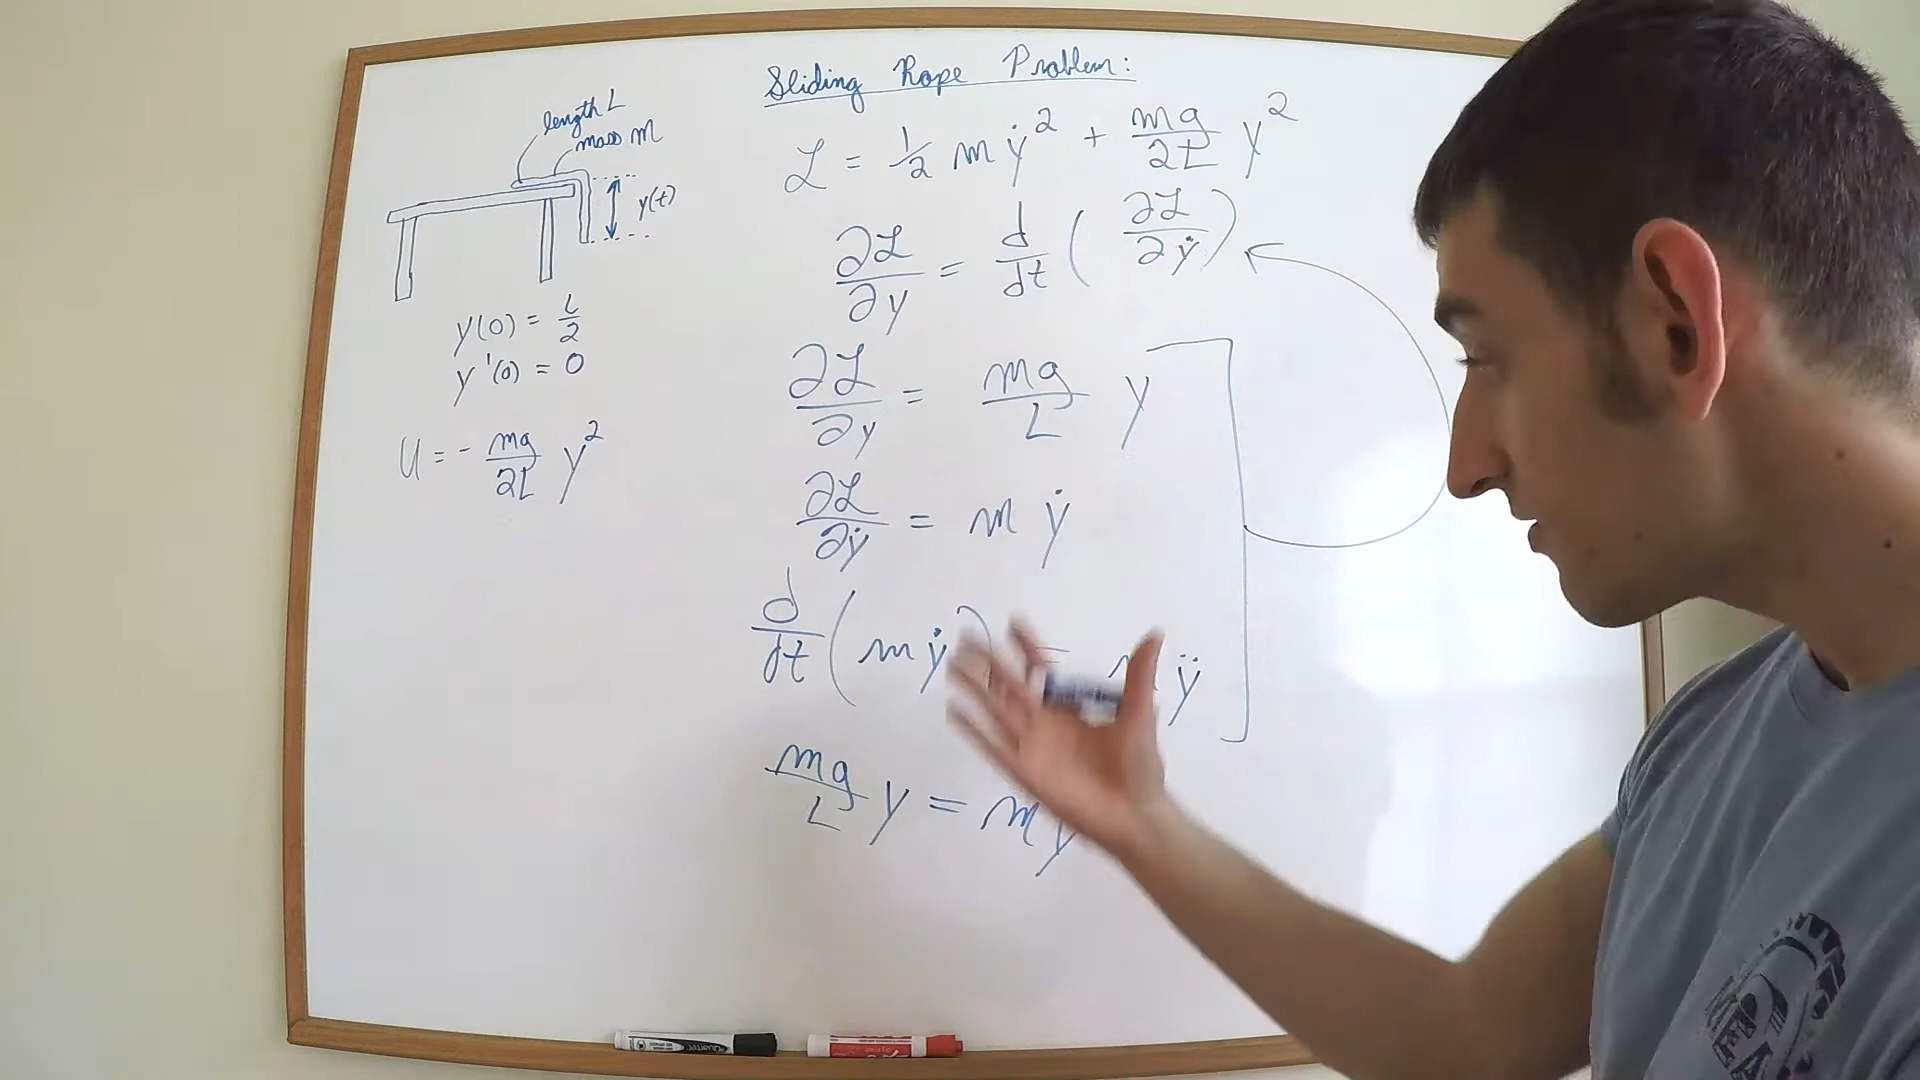 Sliding Rope Problem:
length L
mass m
y(t)
y(0) = L/2
y'(0) = 0
U = - mg/2L y²
ℒ = 1/2 m ẏ² + mg/2L y²
∂ℒ/∂y = d/dt ( ∂ℒ/∂ẏ )
∂ℒ/∂y = mg/L y
∂ℒ/∂ẏ = m ẏ
d/dt ( m ẏ ) = m ÿ
mg/L y = m